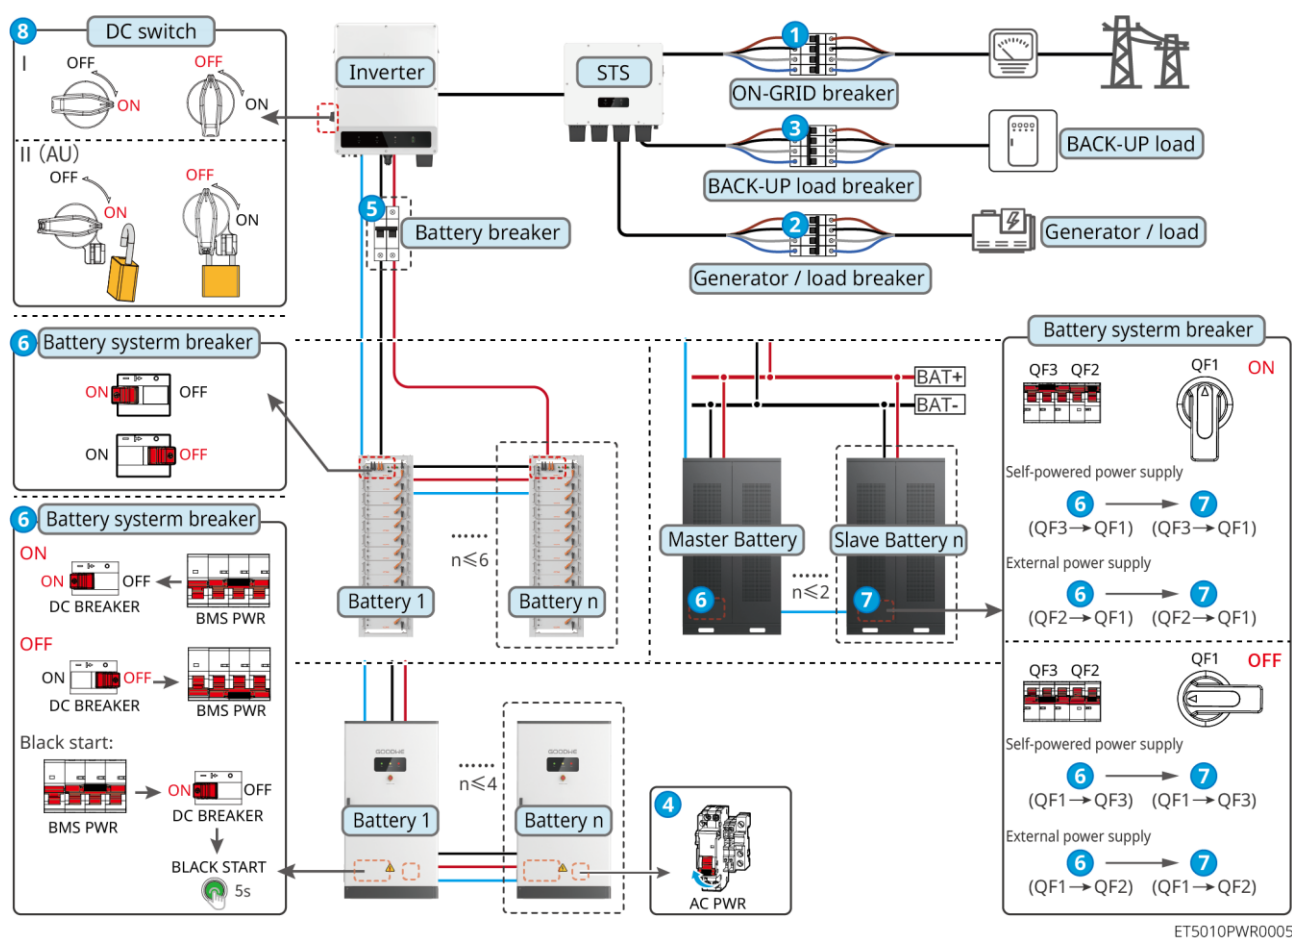 8
DC switch
I
OFF
ON
OFF
ON
II (AU)
OFF
ON
OFF
ON
Inverter
STS
1
ON-GRID breaker
3
BACK-UP load breaker
BACK-UP load
2
Generator / load breaker
Generator / load
5
Battery breaker
6
Battery systerm breaker
ON
OFF
ON
OFF
6
Battery systerm breaker
ON
ON
OFF
DC BREAKER
BMS PWR
OFF
ON
OFF
DC BREAKER
BMS PWR
Black start:
BMS PWR
ON
OFF
DC BREAKER
BLACK START
5s
n≤6
Battery 1
Battery n
BAT+
BAT-
Master Battery
Slave Battery n
n≤2
6
7
GOODWE
GOODWE
n≤4
Battery 1
Battery n
4
AC PWR
Battery systerm breaker
QF3
QF2
QF1
ON
Self-powered power supply
6
7
(QF3→QF1)
(QF3→QF1)
External power supply
6
7
(QF2→QF1)
(QF2→QF1)
QF3
QF2
QF1
OFF
Self-powered power supply
6
7
(QF1→QF3)
(QF1→QF3)
External power supply
6
7
(QF1→QF2)
(QF1→QF2)
ET5010PWR0005